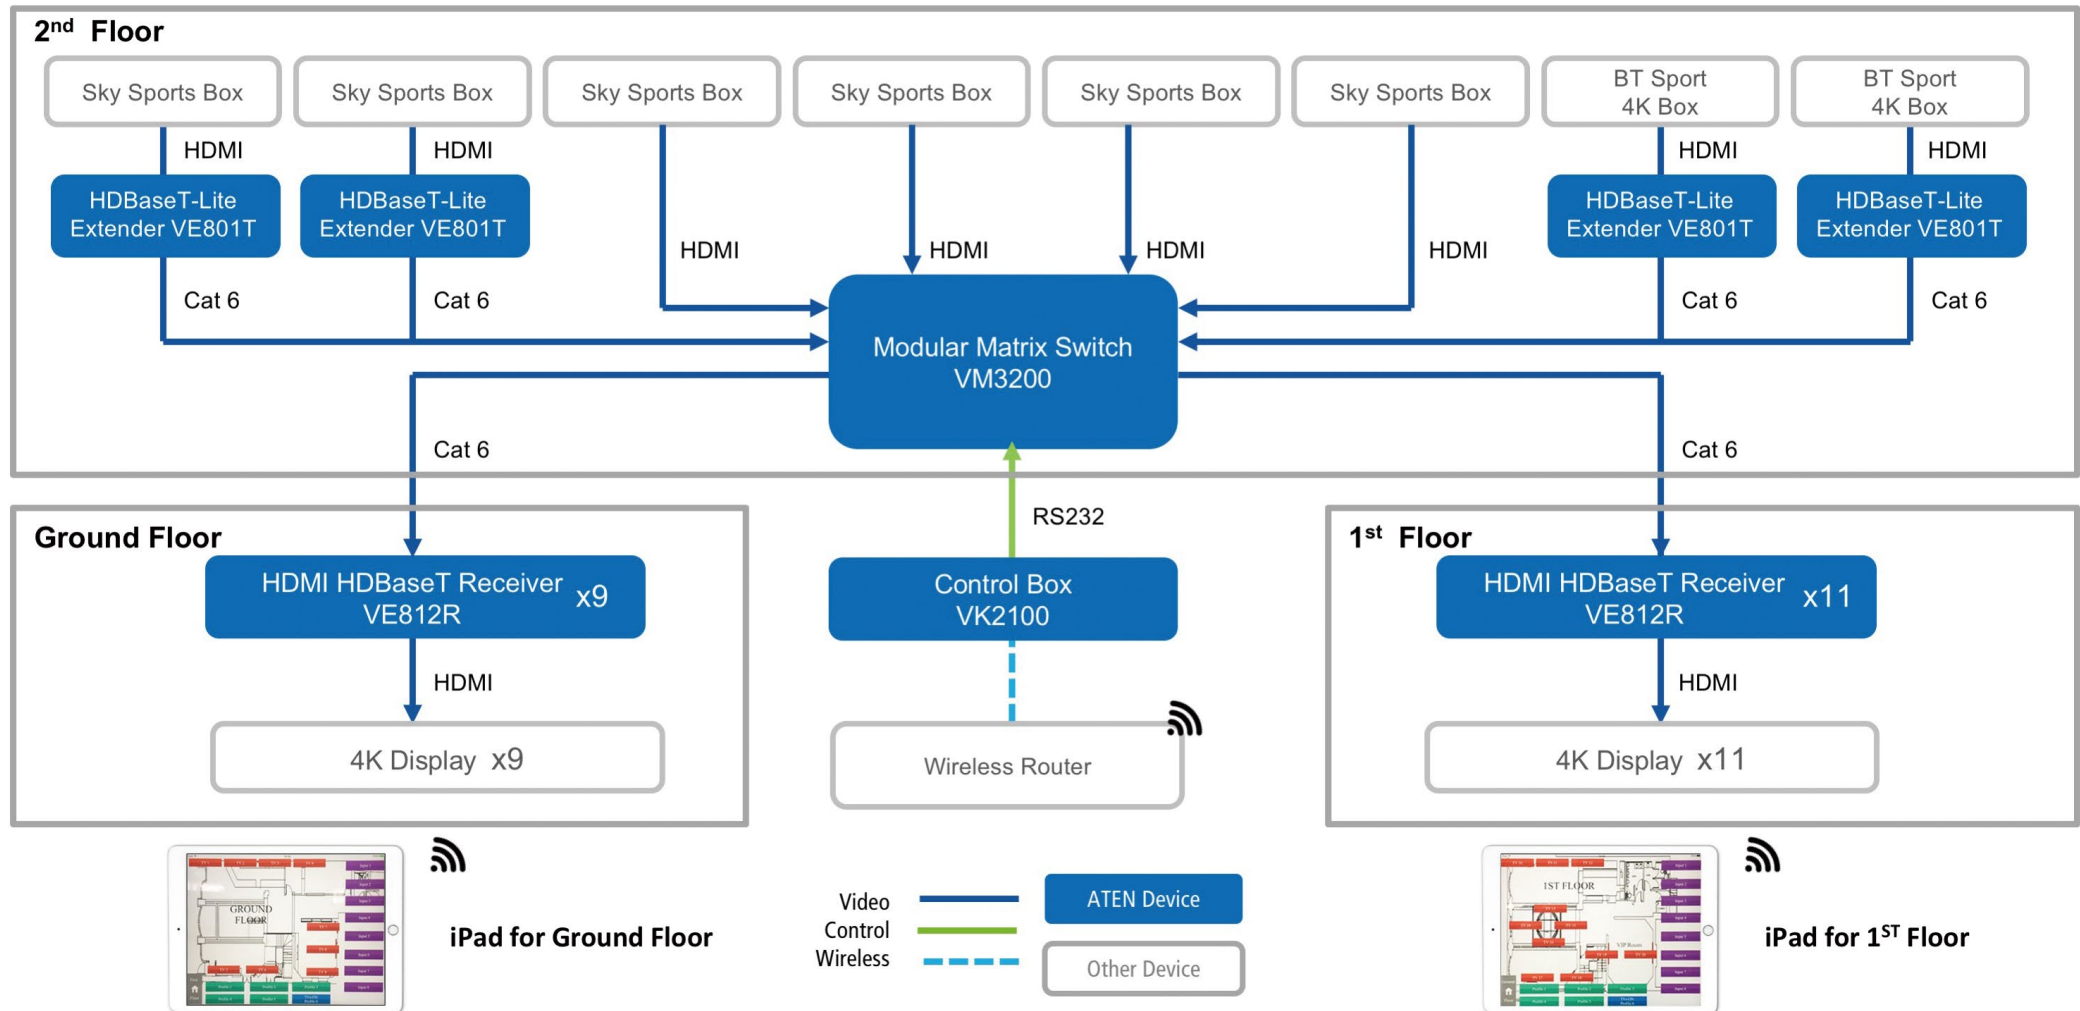 2nd Floor
Sky Sports Box
Sky Sports Box
Sky Sports Box
Sky Sports Box
Sky Sports Box
Sky Sports Box
BT Sport
4K Box
BT Sport
4K Box
HDMI
HDMI
HDMI
HDMI
HDBaseT-Lite
Extender VE801T
HDBaseT-Lite
Extender VE801T
HDBaseT-Lite
Extender VE801T
HDBaseT-Lite
Extender VE801T
HDMI
HDMI
HDMI
HDMI
Cat 6
Cat 6
Cat 6
Cat 6
Modular Matrix Switch
VM3200
Cat 6
Cat 6
RS232
Ground Floor
HDMI HDBaseT Receiver
VE812R
x9
HDMI
4K Display x9
Control Box
VK2100
Wireless Router
1st Floor
HDMI HDBaseT Receiver
VE812R
x11
HDMI
4K Display x11
GROUND
FLOOR
iPad for Ground Floor
Video
Control
Wireless
ATEN Device
Other Device
1ST FLOOR
VIP Room
iPad for 1ST Floor